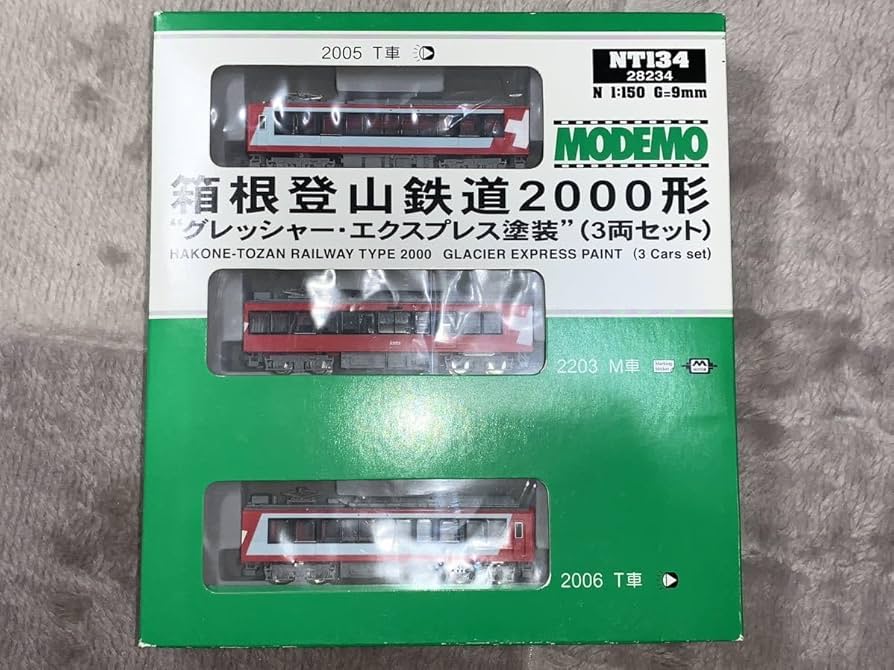 2005 T車
NT134
28234
N 1:150 G=9mm
MODEMO
箱根登山鉄道2000形
“グレッシャー・エクスプレス塗装”(3両セット)
HAKONE-TOZAN RAILWAY TYPE 2000 GLACIER EXPRESS PAINT (3 Cars set)
2203 M車
M
2006 T車